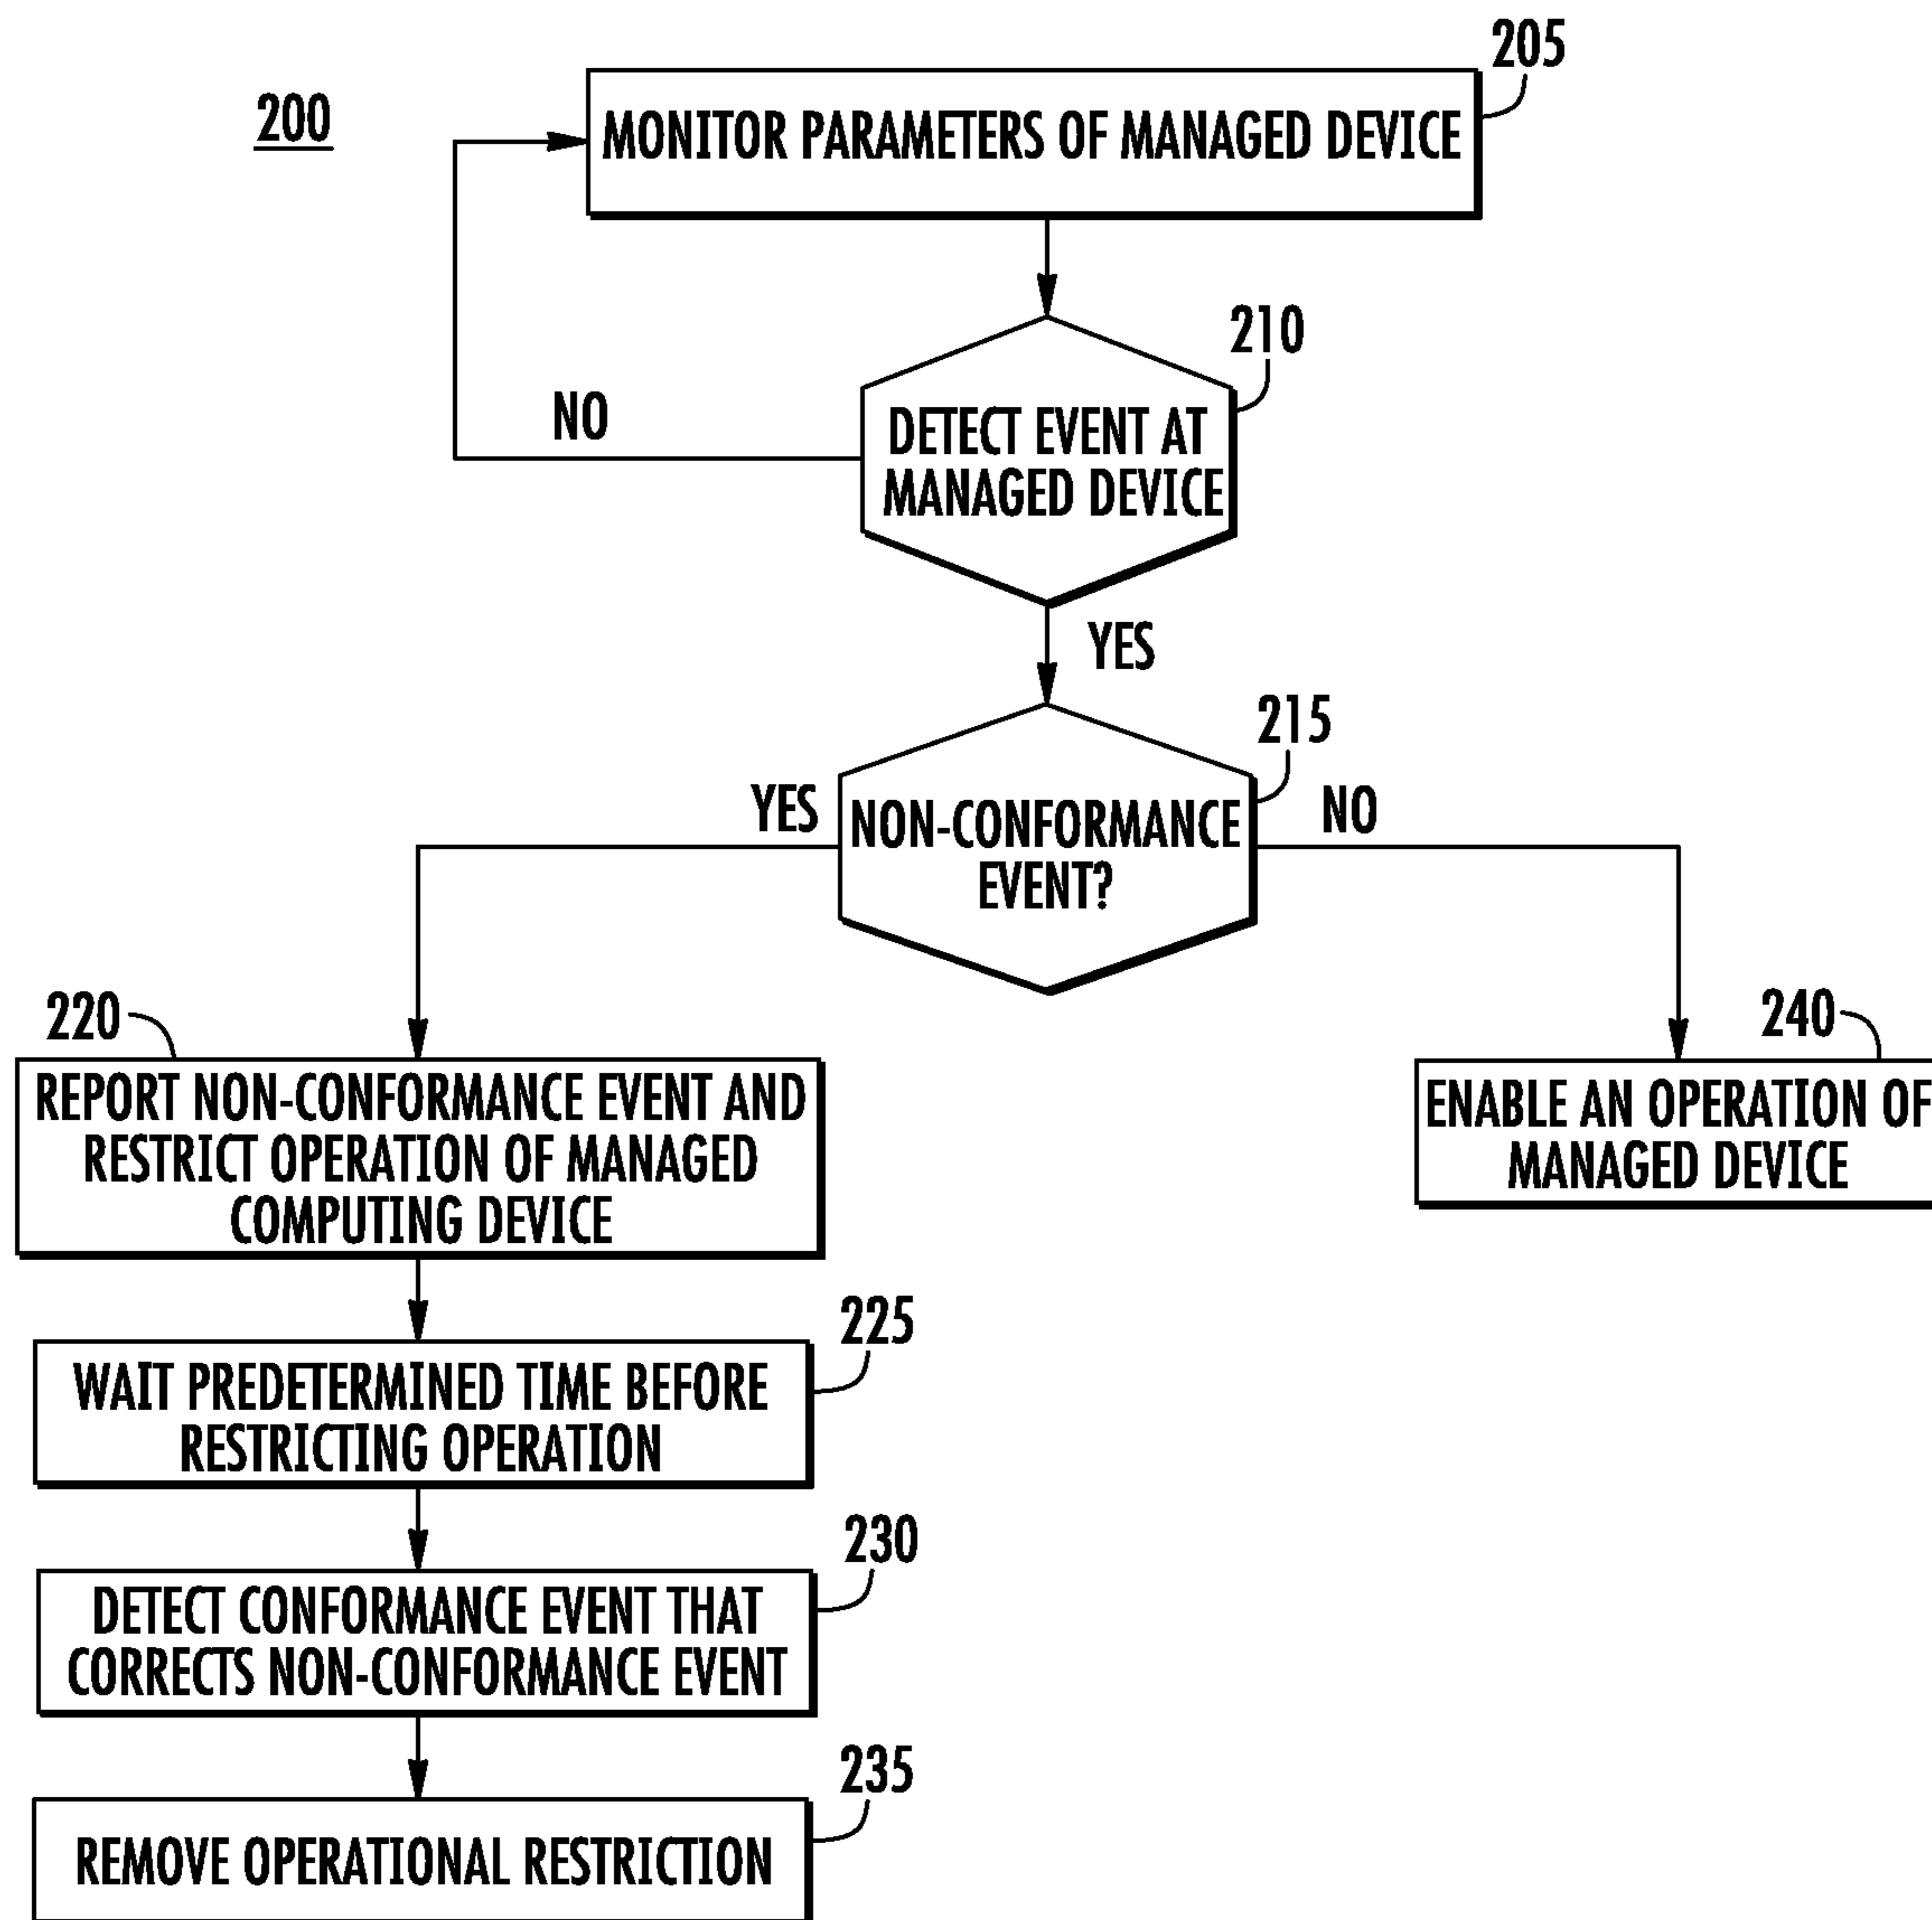 200
205
MONITOR PARAMETERS OF MANAGED DEVICE
210
DETECT EVENT AT
MANAGED DEVICE
NO
YES
215
NON-CONFORMANCE
EVENT?
YES
NO
220
REPORT NON-CONFORMANCE EVENT AND
RESTRICT OPERATION OF MANAGED
COMPUTING DEVICE
240
ENABLE AN OPERATION OF
MANAGED DEVICE
225
WAIT PREDETERMINED TIME BEFORE
RESTRICTING OPERATION
230
DETECT CONFORMANCE EVENT THAT
CORRECTS NON-CONFORMANCE EVENT
235
REMOVE OPERATIONAL RESTRICTION